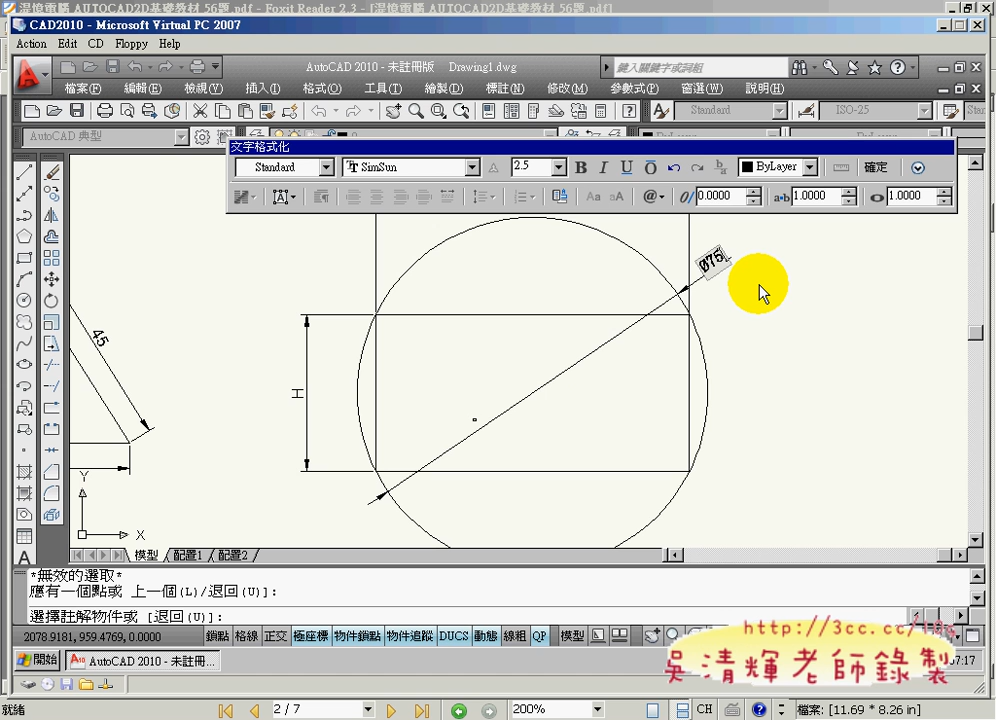 混憶電腦 AUTOCAD2D基礎教材 56題.pdf - Foxit Reader 2.3 - [混憶電腦 AUTOCAD2D基礎教材 56題.pdf]
CAD2010 - Microsoft Virtual PC 2007
Action Edit CD Floppy Help
AutoCAD 2010 - 未註冊版 Drawing1.dwg
鍵入關鍵字或詞組
檔案(F) 編輯(E) 檢視(V) 插入(I) 格式(O) 工具(T) 繪製(D) 標註(N) 修改(M) 參數式(P) 視窗(W) 說明(H)
Standard ISO-25
AutoCAD 典型
文字格式化
Standard SimSun 2.5 B I U O ByLayer 確定
@ 0/ 0.0000 a·b 1.0000 1.0000
Ø75
45
H
Y
X
模型 配置1 配置2
*無效的選取*
應有一個點或 上一個(L)/退回(U):
選擇註解物件或 [退回(U)]:
2078.9181, 959.4769, 0.0000 鎖點 格線 正交 極座標 物件鎖點 物件追蹤 DUCS 動態 線粗 QP 模型
開始 AutoCAD 2010 - 未註冊...
吳清輝老師錄製
就緒 2 / 7 200% CH 檔案: [11.69 * 8.26 in]